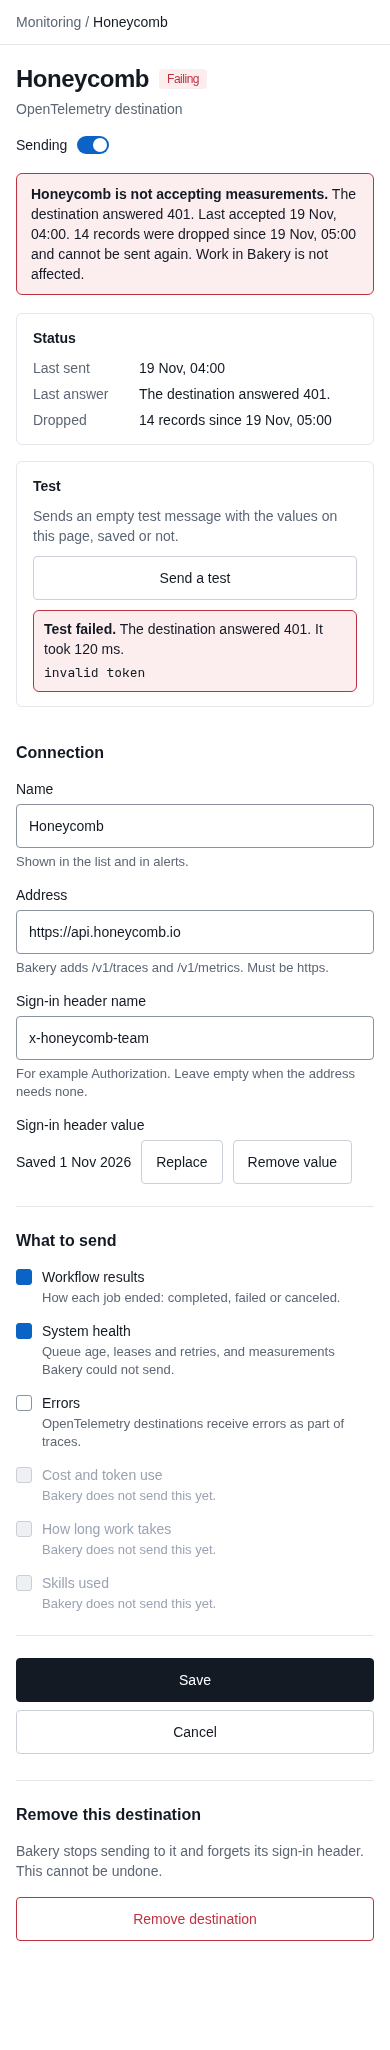 Monitoring / Honeycomb
Honeycomb Failing
OpenTelemetry destination
Sending
Honeycomb is not accepting measurements. The
destination answered 401. Last accepted 19 Nov,
04:00. 14 records were dropped since 19 Nov, 05:00
and cannot be sent again. Work in Bakery is not
affected.
Status
Last sent 19 Nov, 04:00
Last answer The destination answered 401.
Dropped 14 records since 19 Nov, 05:00
Test
Sends an empty test message with the values on
this page, saved or not.
Send a test
Test failed. The destination answered 401. It
took 120 ms.
invalid token
Connection
Name
Honeycomb
Shown in the list and in alerts.
Address
https://api.honeycomb.io
Bakery adds /v1/traces and /v1/metrics. Must be https.
Sign-in header name
x-honeycomb-team
For example Authorization. Leave empty when the address
needs none.
Sign-in header value
Saved 1 Nov 2026 Replace Remove value
What to send
Workflow results
How each job ended: completed, failed or canceled.
System health
Queue age, leases and retries, and measurements
Bakery could not send.
Errors
OpenTelemetry destinations receive errors as part of
traces.
Cost and token use
Bakery does not send this yet.
How long work takes
Bakery does not send this yet.
Skills used
Bakery does not send this yet.
Save
Cancel
Remove this destination
Bakery stops sending to it and forgets its sign-in header.
This cannot be undone.
Remove destination